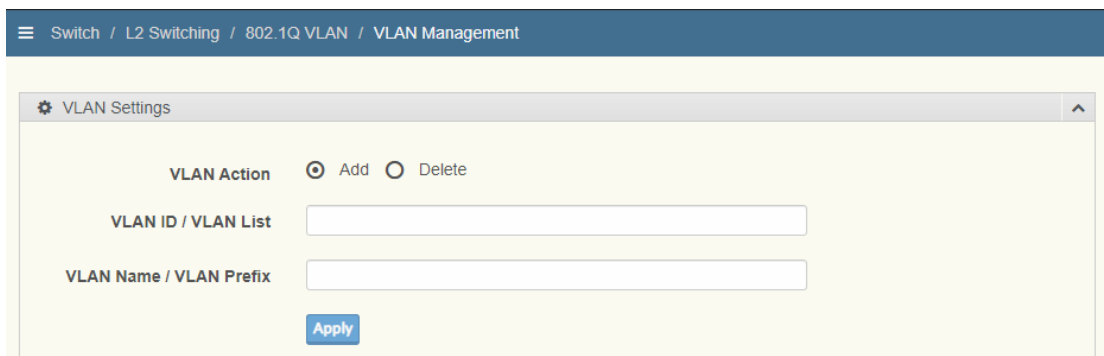 Switch / L2 Switching / 802.1Q VLAN / VLAN Management
VLAN Settings
VLAN Action Add Delete
VLAN ID / VLAN List
VLAN Name / VLAN Prefix
Apply